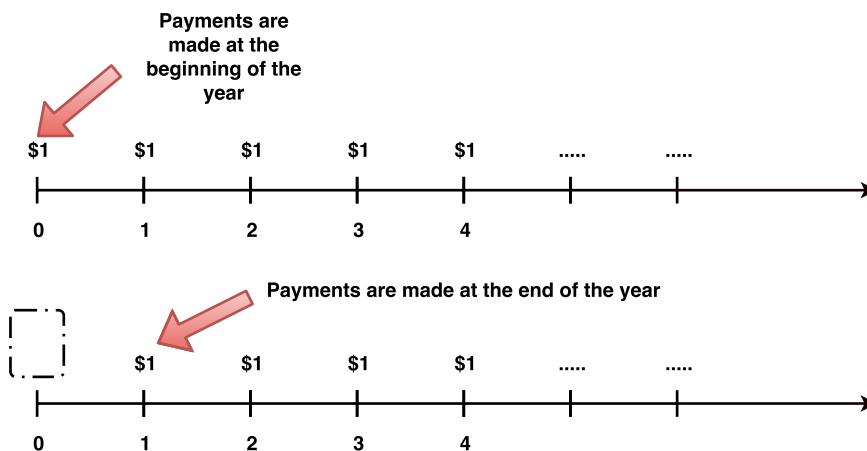 Payments are
made at the
beginning of the
year
$1 $1 $1 $1 $1 ..... .....
0 1 2 3 4
Payments are made at the end of the year
$1 $1 $1 $1 ..... .....
0 1 2 3 4